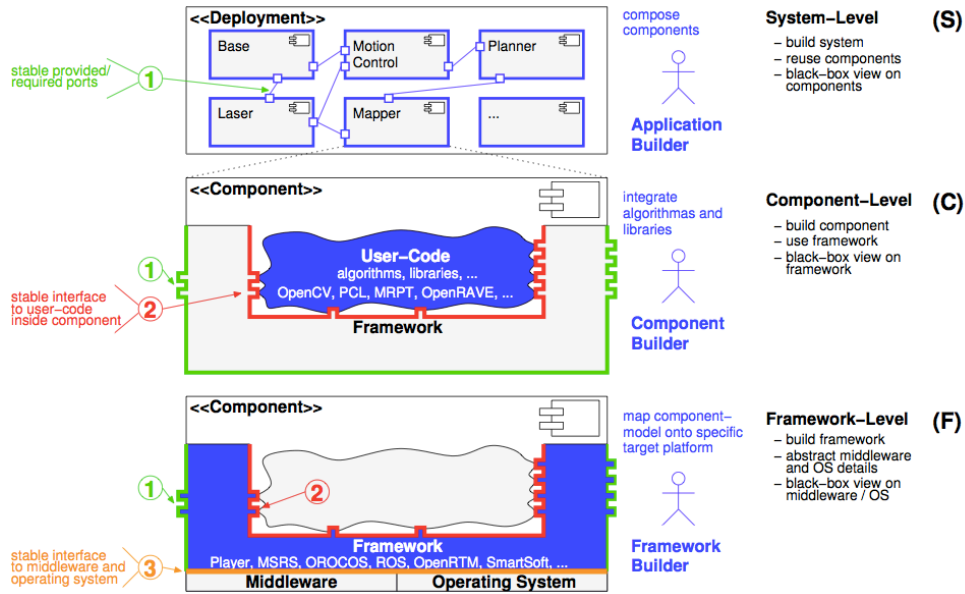 <<Deployment>>
Base
Motion
Control
Planner
Laser
Mapper
...
stable provided/
required ports
1
compose
components
Application
Builder
System-Level (S)
- build system
- reuse components
- black-box view on
components
<<Component>>
User-Code
algorithms, libraries, ...
OpenCV, PCL, MRPT, OpenRAVE, ...
Framework
1
stable interface
to user-code
inside component
2
integrate
algorithmas and
libraries
Component
Builder
Component-Level (C)
- build component
- use framework
- black-box view on
framework
<<Component>>
1
2
Framework
Player, MSRS, OROCOS, ROS, OpenRTM, SmartSoft, ...
Middleware
Operating System
stable interface
to middleware and
operating system
3
map component-
model onto specific
target platform
Framework
Builder
Framework-Level (F)
- build framework
- abstract middleware
and OS details
- black-box view on
middleware / OS